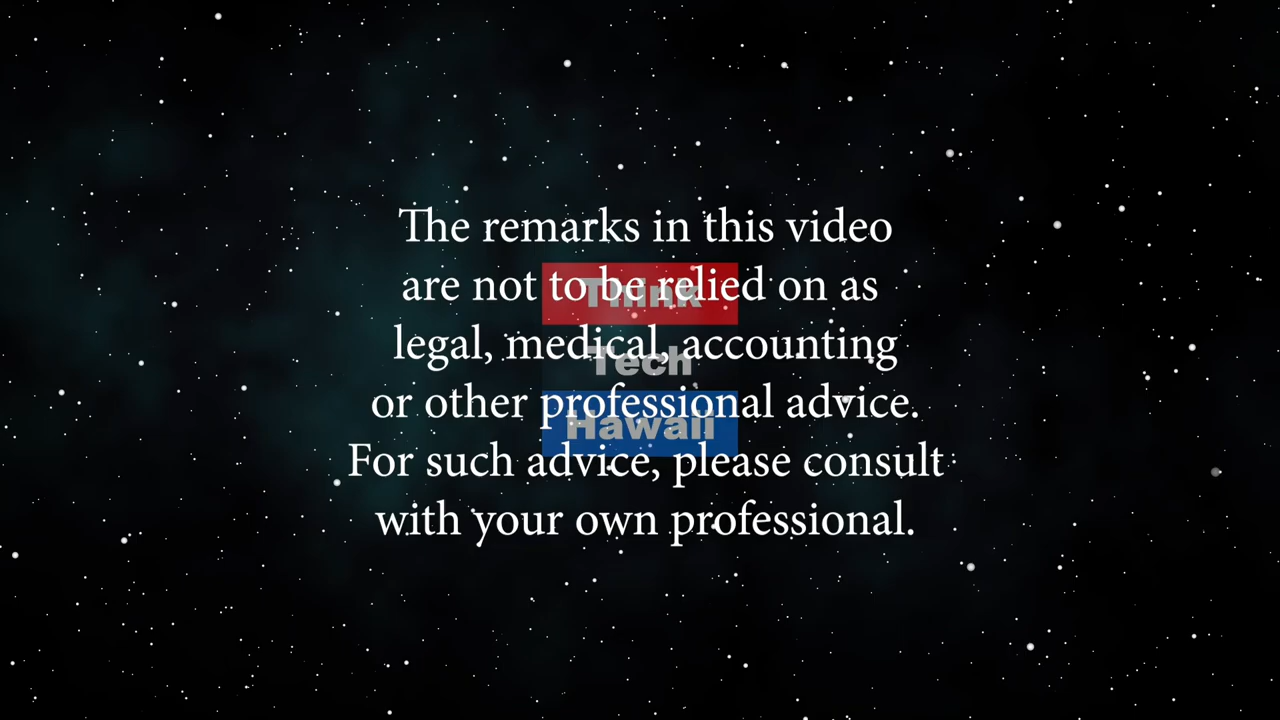 The remarks in this video
are not to be relied on as
legal, medical, accounting
or other professional advice.
For such advice, please consult
with your own professional.
Think
Tech
Hawaii